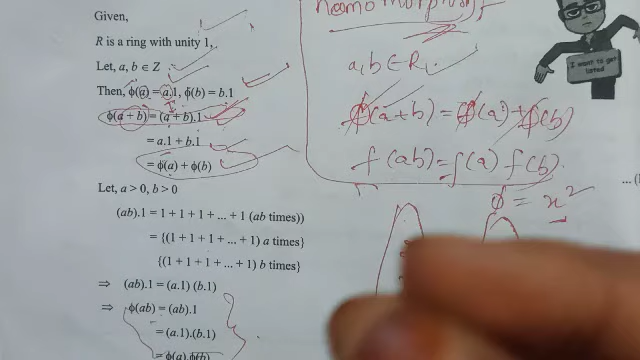 Given,
R is a ring with unity 1,
Let, a, b ∈ Z
Then, ϕ(a) = a.1, ϕ(b) = b.1
ϕ(a + b) = (a + b).1
= a.1 + b.1
= ϕ(a) + ϕ(b)
Let, a > 0, b > 0
(ab).1 = 1 + 1 + 1 + ... + 1 (ab times))
= {(1 + 1 + 1 + ... + 1) a times}
{(1 + 1 + 1 + ... + 1) b times}
⇒ (ab).1 = (a.1) (b.1)
⇒ ϕ(ab) = (ab).1
= (a.1).(b.1)
= ϕ(a).ϕ(b)
a, b ∈ R.
ϕ(a+b) = ϕ(a) + ϕ(b)
f(ab) = f(a) f(b).
ϕ = x²
I want to get